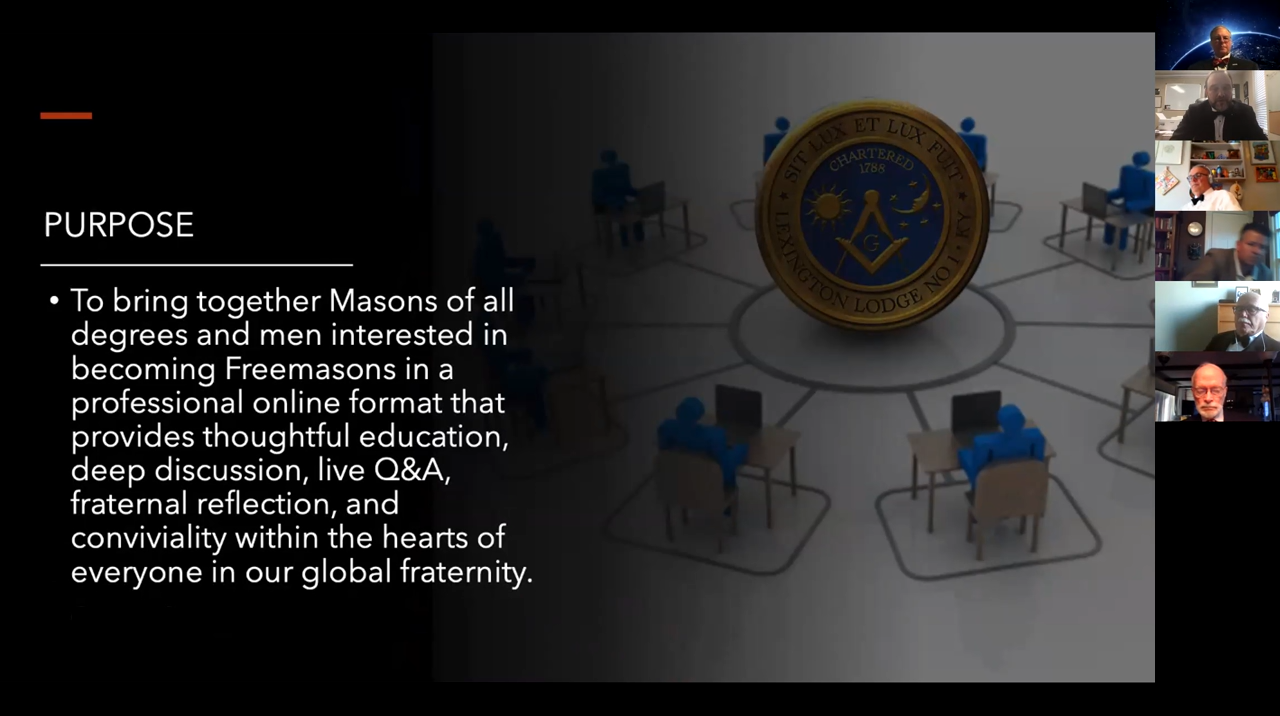 PURPOSE
• To bring together Masons of all
degrees and men interested in
becoming Freemasons in a
professional online format that
provides thoughtful education,
deep discussion, live Q&A,
fraternal reflection, and
conviviality within the hearts of
everyone in our global fraternity.
SIT LUX ET LUX FUIT
CHARTERED
1788
G
LEXINGTON LODGE NO 1 • KY